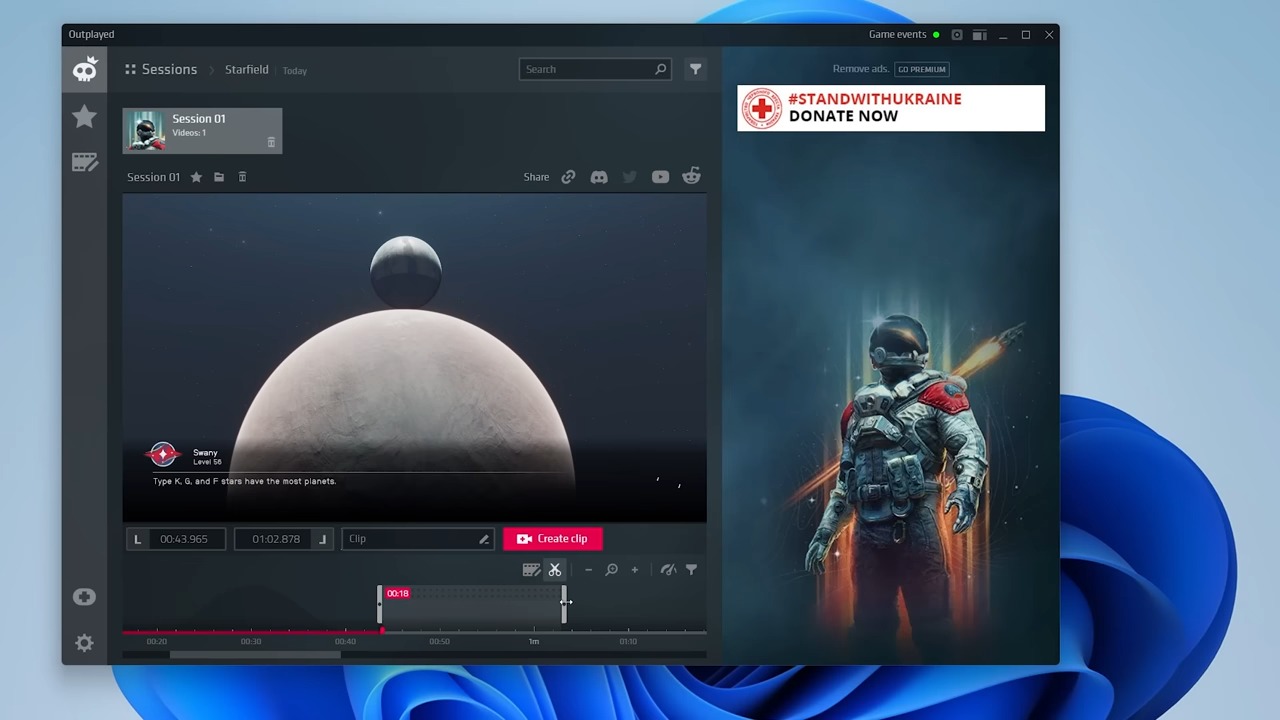 Outplayed
Game events
Sessions
Starfield
Today
Search
Remove ads.
GO PREMIUM
#STANDWITHUKRAINE
DONATE NOW
Session 01
Videos: 1
Session 01
Share
Swany
Level 56
Type K, G, and F stars have the most planets.
00:43.965
01:02.878
Clip
Create clip
00:18
00:20
00:30
00:40
00:50
1m
01:10